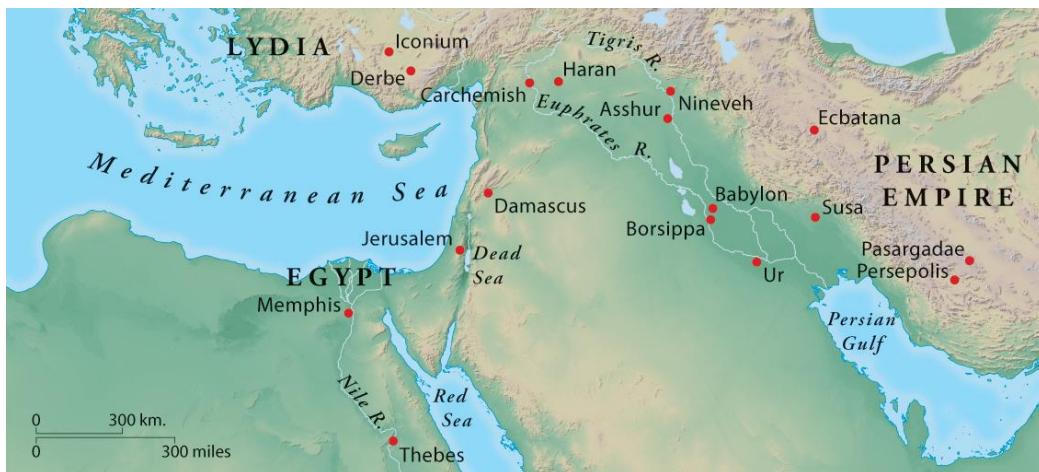 LYDIA
Iconium
Derbe
Carchemish
Haran
Tigris R.
Nineveh
Asshur
Euphrates R.
Ecbatana
PERSIAN
EMPIRE
Mediterranean Sea
Damascus
Babylon
Borsippa
Susa
Jerusalem
Dead
Sea
Ur
Pasargadae
Persepolis
EGYPT
Memphis
Persian
Gulf
Nile R.
Red
Sea
Thebes
0 300 km.
0 300 miles